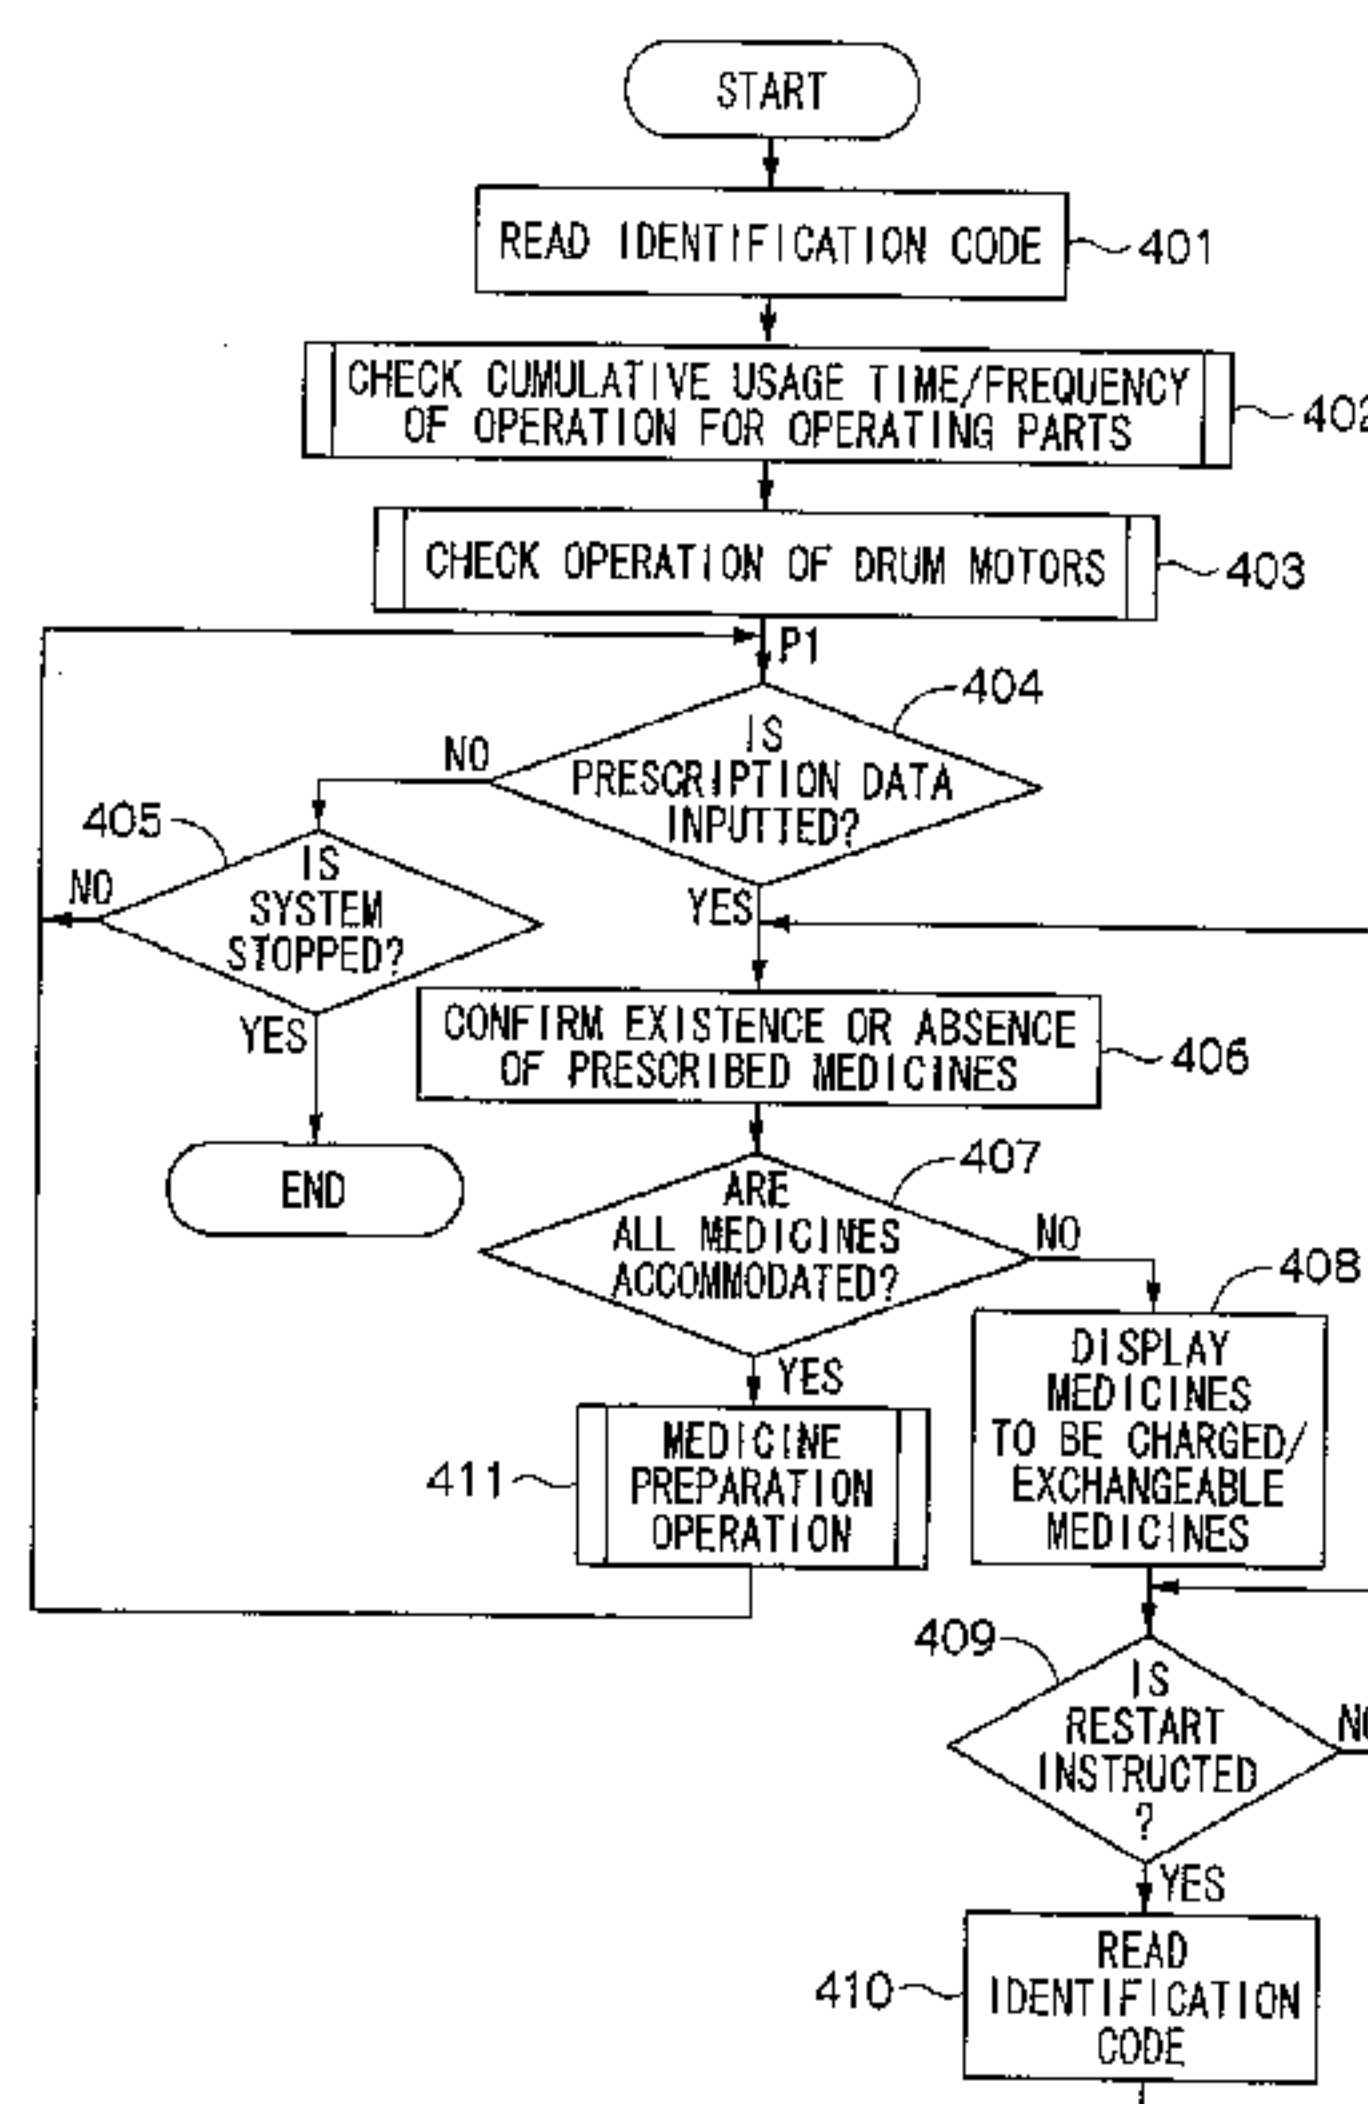 START
READ IDENTIFICATION CODE
401
CHECK CUMULATIVE USAGE TIME/FREQUENCY
OF OPERATION FOR OPERATING PARTS
402
CHECK OPERATION OF DRUM MOTORS
403
P1
404
IS
PRESCRIPTION DATA
INPUTTED?
NO
YES
405
IS
SYSTEM
STOPPED?
NO
YES
END
CONFIRM EXISTENCE OR ABSENCE
OF PRESCRIBED MEDICINES
406
407
ARE
ALL MEDICINES
ACCOMMODATED?
NO
YES
408
DISPLAY
MEDICINES
TO BE CHARGED/
EXCHANGEABLE
MEDICINES
411
MEDICINE
PREPARATION
OPERATION
409
IS
RESTART
INSTRUCTED
?
NO
YES
410
READ
IDENTIFICATION
CODE